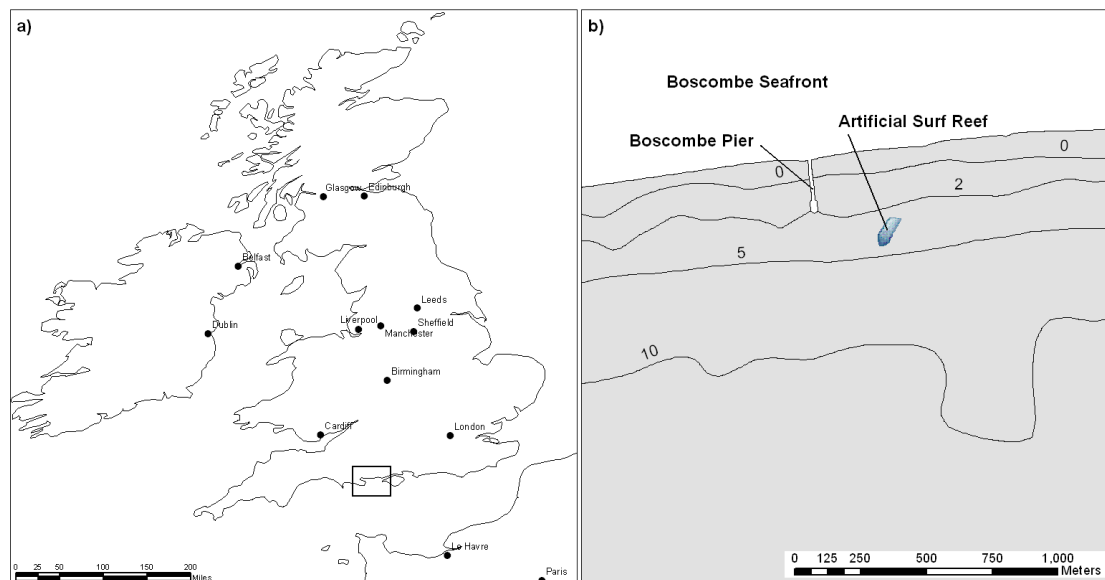 a)
Glasgow
Edinburgh
Belfast
Dublin
Leeds
Liverpool
Manchester
Sheffield
Birmingham
Cardiff
London
Le Havre
Paris
0 25 50 100 150 200
Miles
b)
Boscombe Seafront
Artificial Surf Reef
Boscombe Pier
0
0
2
5
10
0 125 250 500 750 1,000
Meters